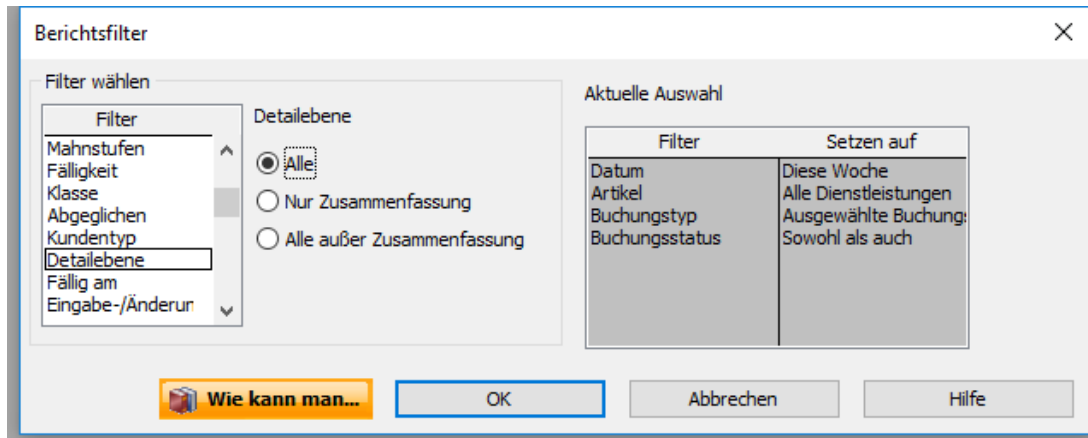 Berichtsfilter
Filter wählen
Filter
Mahnstufen
Fälligkeit
Klasse
Abgeglichen
Kundentyp
Detailebene
Fällig am
Eingabe-/Änderun
Detailebene
Alle
Nur Zusammenfassung
Alle außer Zusammenfassung
Aktuelle Auswahl
Filter Setzen auf
Datum Diese Woche
Artikel Alle Dienstleistungen
Buchungstyp Ausgewählte Buchungs
Buchungsstatus Sowohl als auch
Wie kann man... OK Abbrechen Hilfe